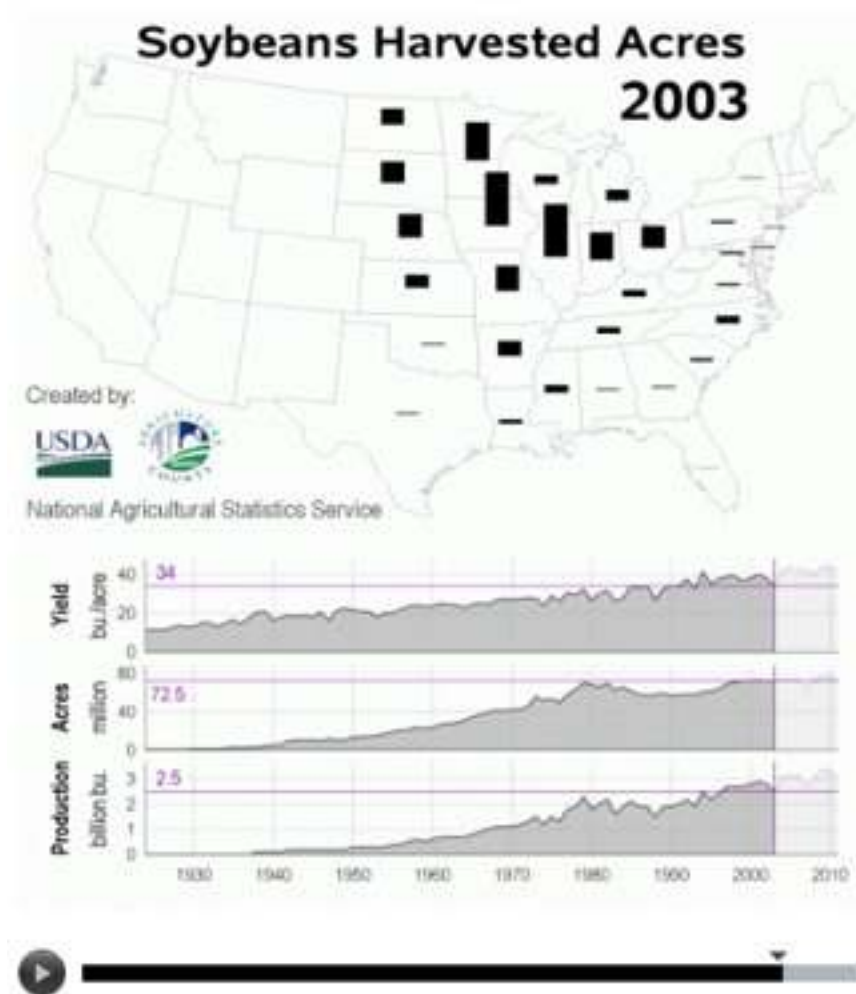 Soybeans Harvested Acres
2003
Created by:
USDA
AGRICULTURE
COUNTS
National Agricultural Statistics Service
Yield
bu./acre
40
20
0
34
Acres
million
80
40
0
72.5
Production
billion bu.
3
2
1
0
2.5
1930 1940 1950 1960 1970 1980 1990 2000 2010